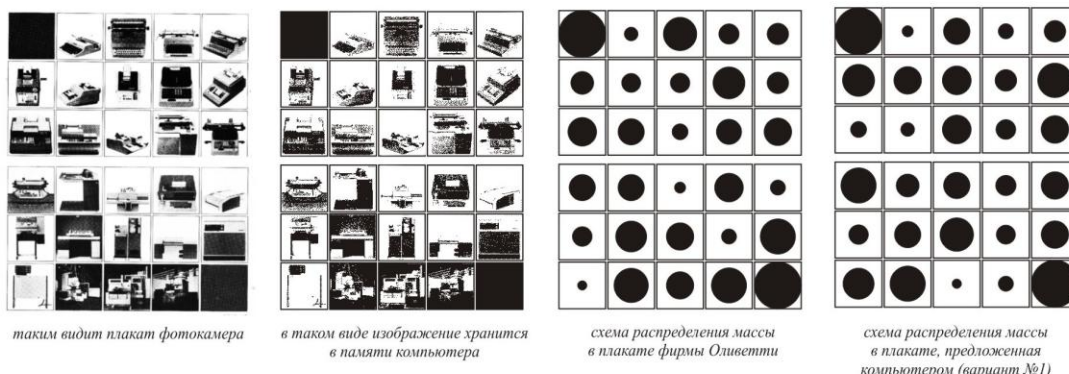 таким видит плакат фотокамера
в таком виде изображение хранится
в памяти компьютера
схема распределения массы
в плакате фирмы Оливетти
схема распределения массы
в плакате, предложенная
компьютером (вариант №1)